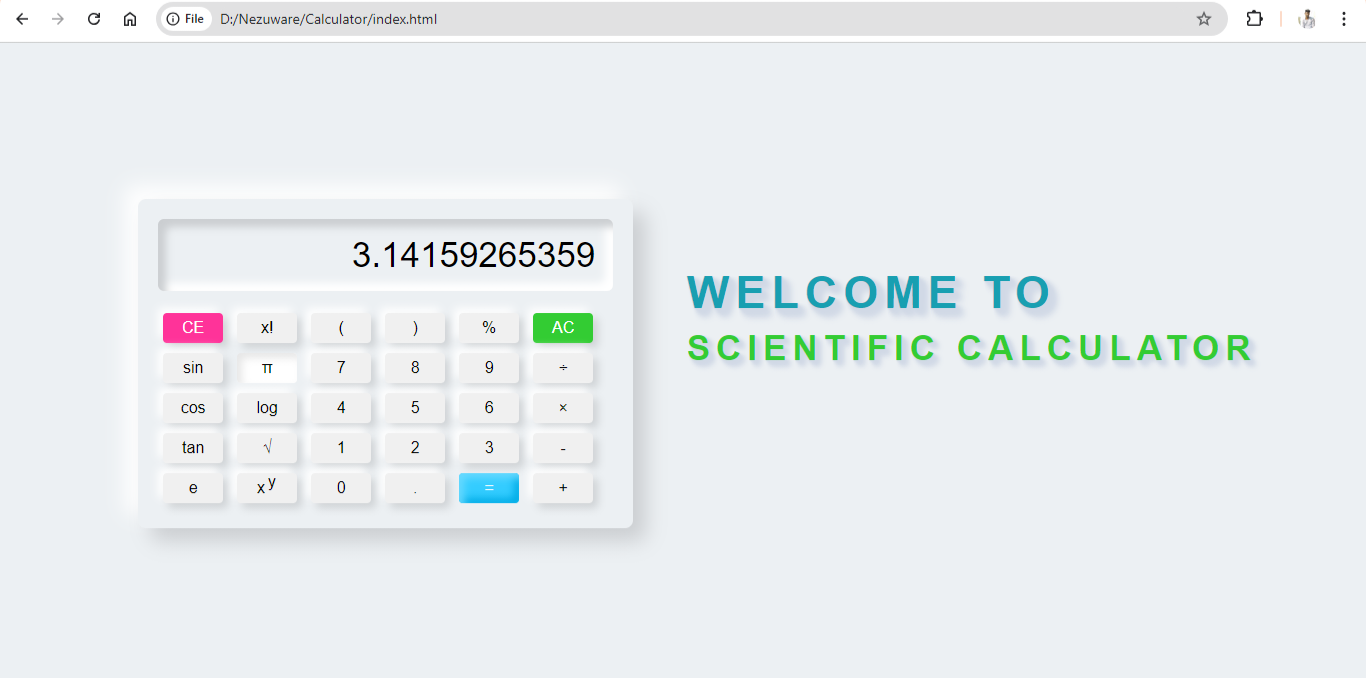 File D:/Nezuware/Calculator/index.html
3.14159265359
CE x! ( ) % AC
sin π 7 8 9 ÷
cos log 4 5 6 ×
tan √ 1 2 3 -
e x y 0 . = +
WELCOME TO
SCIENTIFIC CALCULATOR